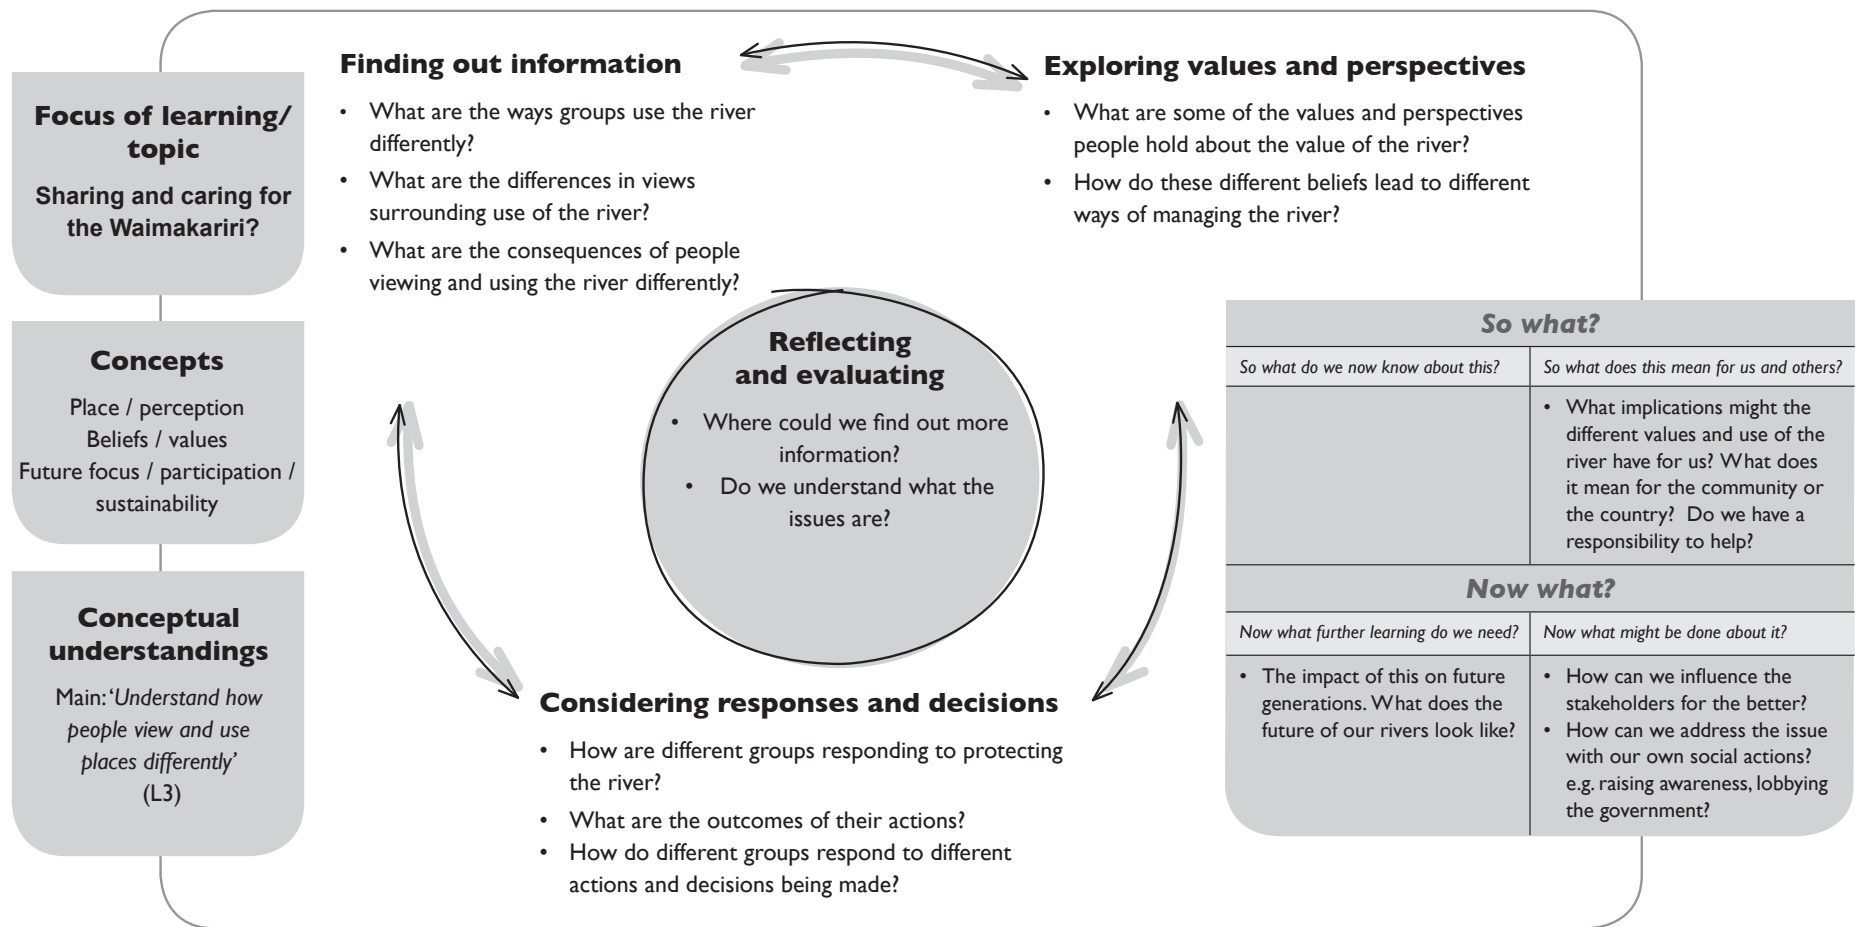 Focus of learning/
topic
Sharing and caring for
the Waimakariri?
Concepts
Place / perception
Beliefs / values
Future focus / participation /
sustainability
Conceptual
understandings
Main: ‘Understand how
people view and use
places differently’
(L3)
Finding out information
• What are the ways groups use the river
differently?
• What are the differences in views
surrounding use of the river?
• What are the consequences of people
viewing and using the river differently?
Exploring values and perspectives
• What are some of the values and perspectives
people hold about the value of the river?
• How do these different beliefs lead to different
ways of managing the river?
Reflecting
and evaluating
• Where could we find out more
information?
• Do we understand what the
issues are?
Considering responses and decisions
• How are different groups responding to protecting
the river?
• What are the outcomes of their actions?
• How do different groups respond to different
actions and decisions being made?
So what?
So what do we now know about this?
So what does this mean for us and others?
• What implications might the
different values and use of the
river have for us? What does
it mean for the community or
the country? Do we have a
responsibility to help?
Now what?
Now what further learning do we need?
• The impact of this on future
generations. What does the
future of our rivers look like?
Now what might be done about it?
• How can we influence the
stakeholders for the better?
• How can we address the issue
with our own social actions?
e.g. raising awareness, lobbying
the government?